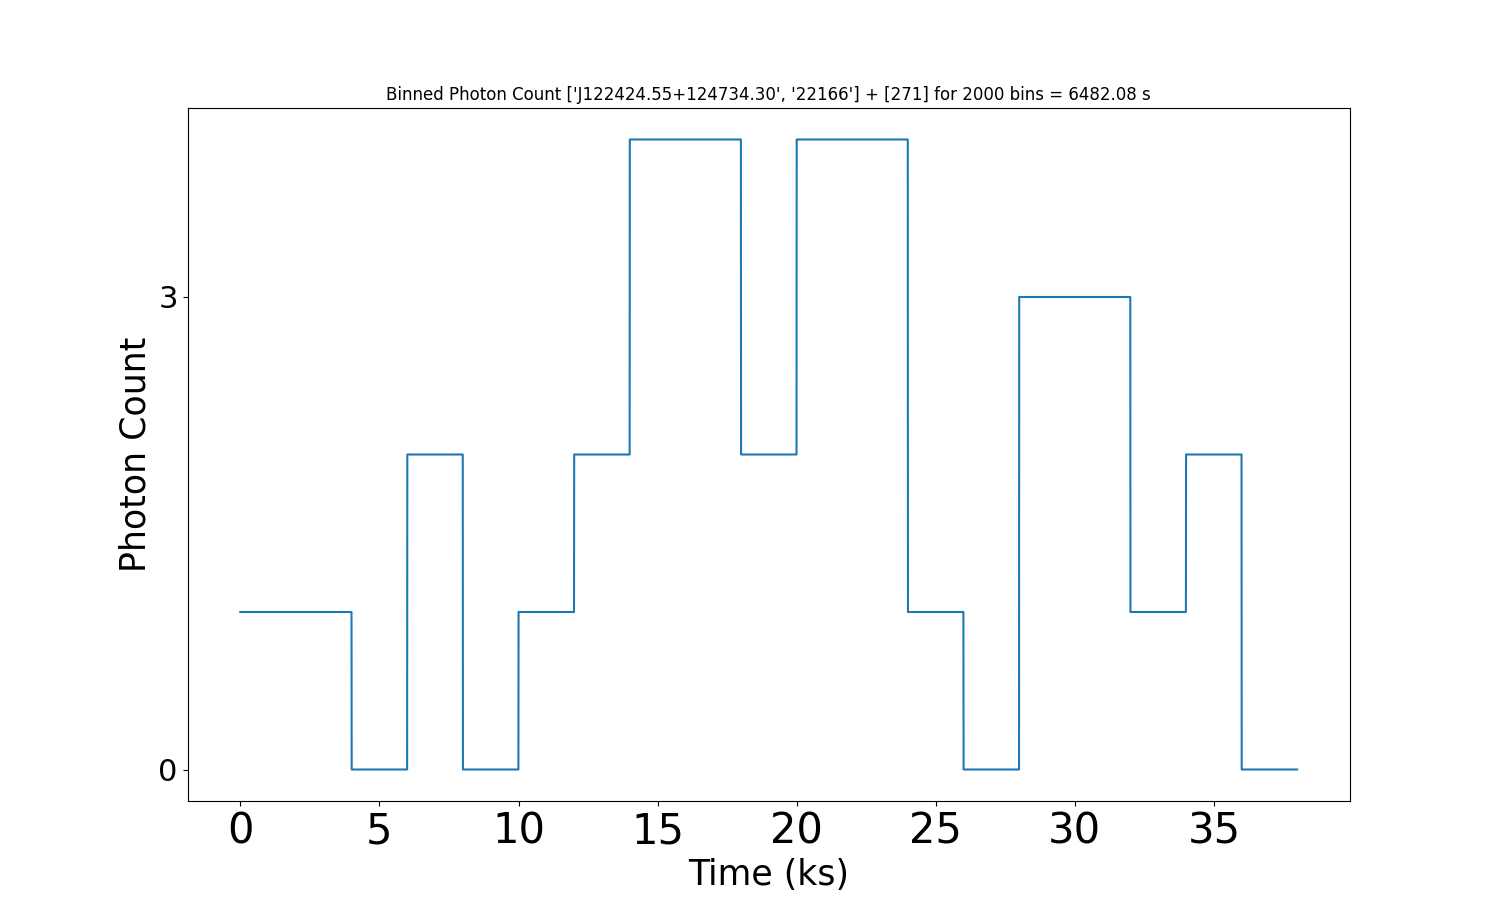 Binned Photon Count ['J122424.55+124734.30', '22166'] + [271] for 2000 bins = 6482.08 s
Photon Count
3
0
0 5 10 15 20 25 30 35
Time (ks)